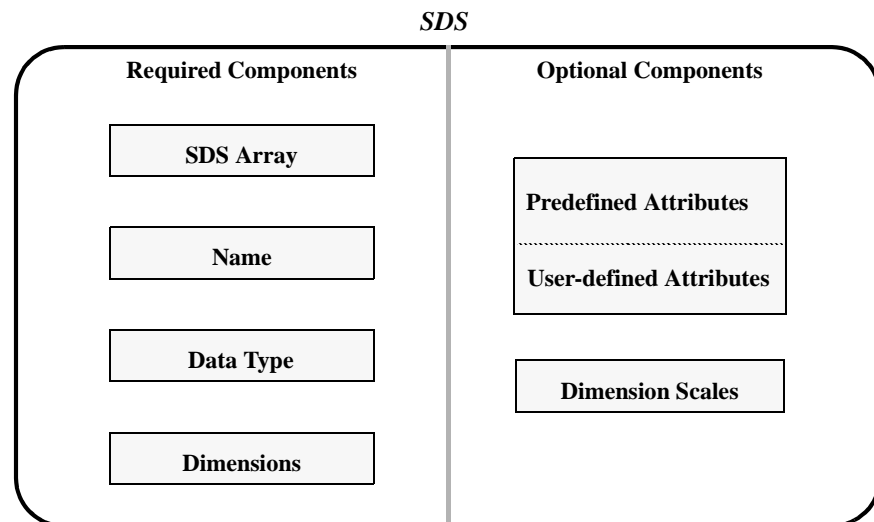 SDS
Required Components
SDS Array
Name
Data Type
Dimensions
Optional Components
Predefined Attributes
User-defined Attributes
Dimension Scales